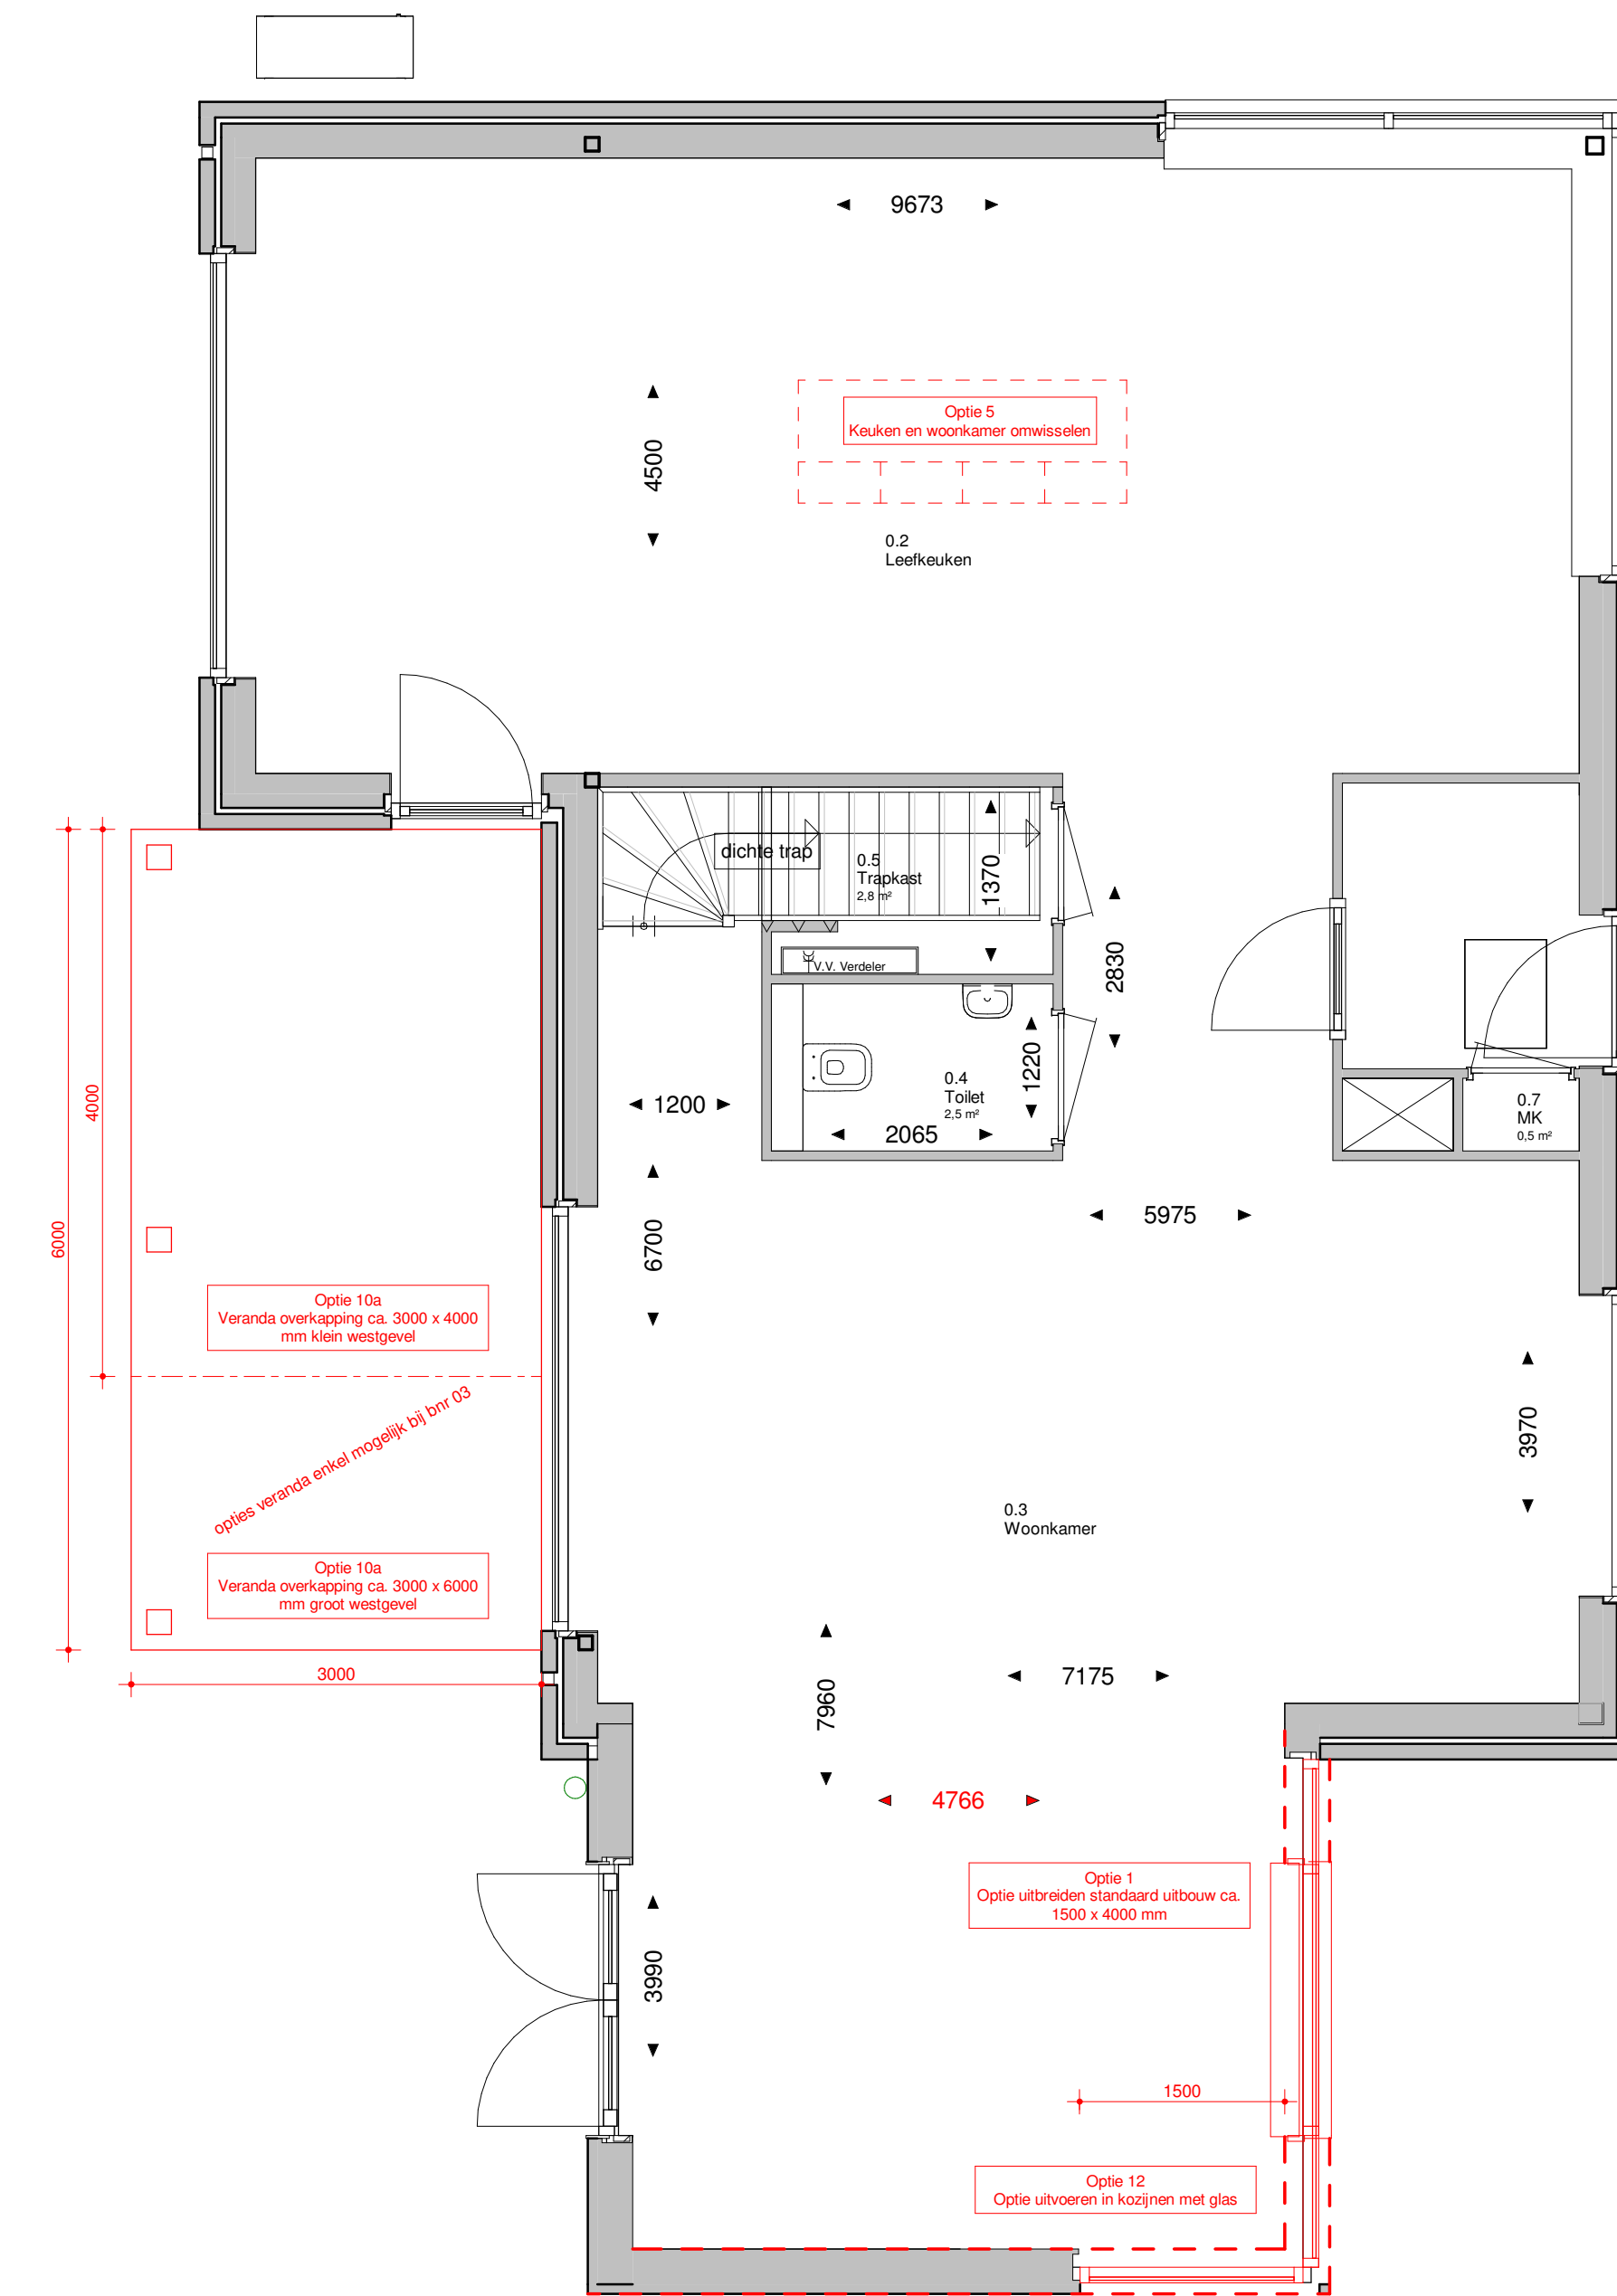 9673
Optie 5
Keuken en woonkamer omwisselen
4500
0.2
Leefkeuken
dichte trap
0.5
Trapkast
2,8 m²
1370
2830
V.V. Verdeler
1220
0.4
Toilet
2,5 m²
2065
1200
0.7
MK
0,5 m²
4000
6000
6700
5975
Optie 10a
Veranda overkapping ca. 3000 x 4000
mm klein westgevel
opties veranda enkel mogelijk bij bnr 03
3970
0.3
Woonkamer
Optie 10a
Veranda overkapping ca. 3000 x 6000
mm groot westgevel
3000
7175
7960
4766
Optie 1
Optie uitbreiden standaard uitbouw ca.
1500 x 4000 mm
3990
1500
Optie 12
Optie uitvoeren in kozijnen met glas